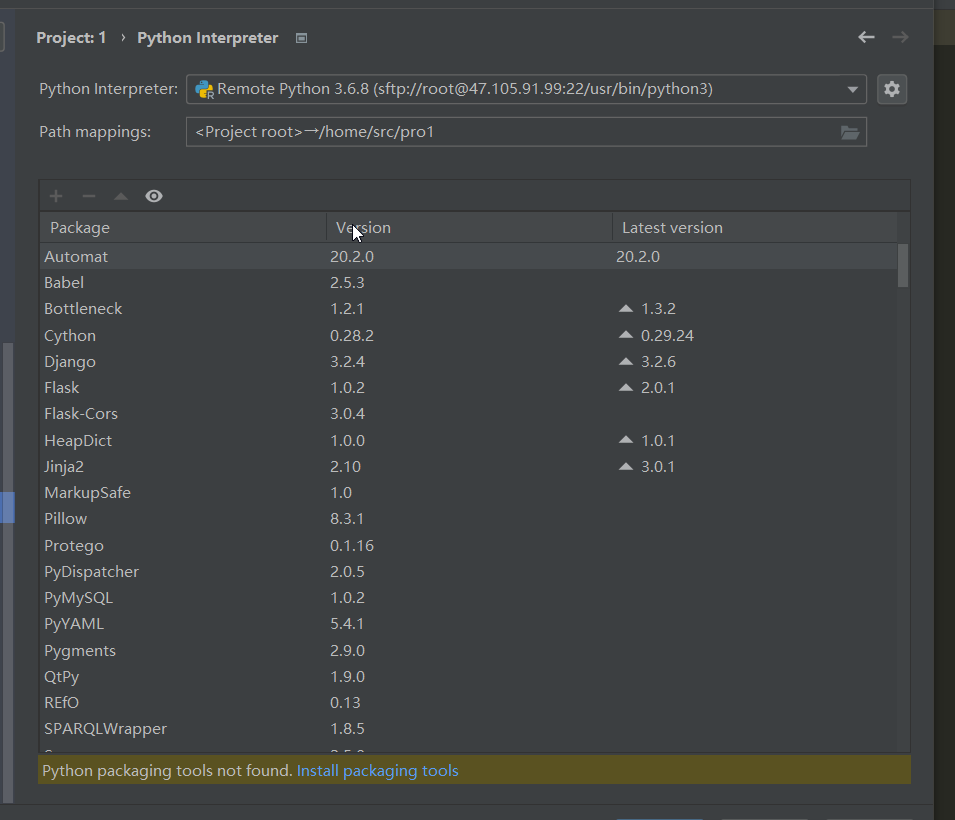 Project: 1 › Python Interpreter
Python Interpreter: Remote Python 3.6.8 (sftp://root@47.105.91.99:22/usr/bin/python3)
Path mappings: <Project root>→/home/src/pro1
Package Version Latest version
Automat 20.2.0 20.2.0
Babel 2.5.3
Bottleneck 1.2.1 1.3.2
Cython 0.28.2 0.29.24
Django 3.2.4 3.2.6
Flask 1.0.2 2.0.1
Flask-Cors 3.0.4
HeapDict 1.0.0 1.0.1
Jinja2 2.10 3.0.1
MarkupSafe 1.0
Pillow 8.3.1
Protego 0.1.16
PyDispatcher 2.0.5
PyMySQL 1.0.2
PyYAML 5.4.1
Pygments 2.9.0
QtPy 1.9.0
REfO 0.13
SPARQLWrapper 1.8.5
Python packaging tools not found. Install packaging tools